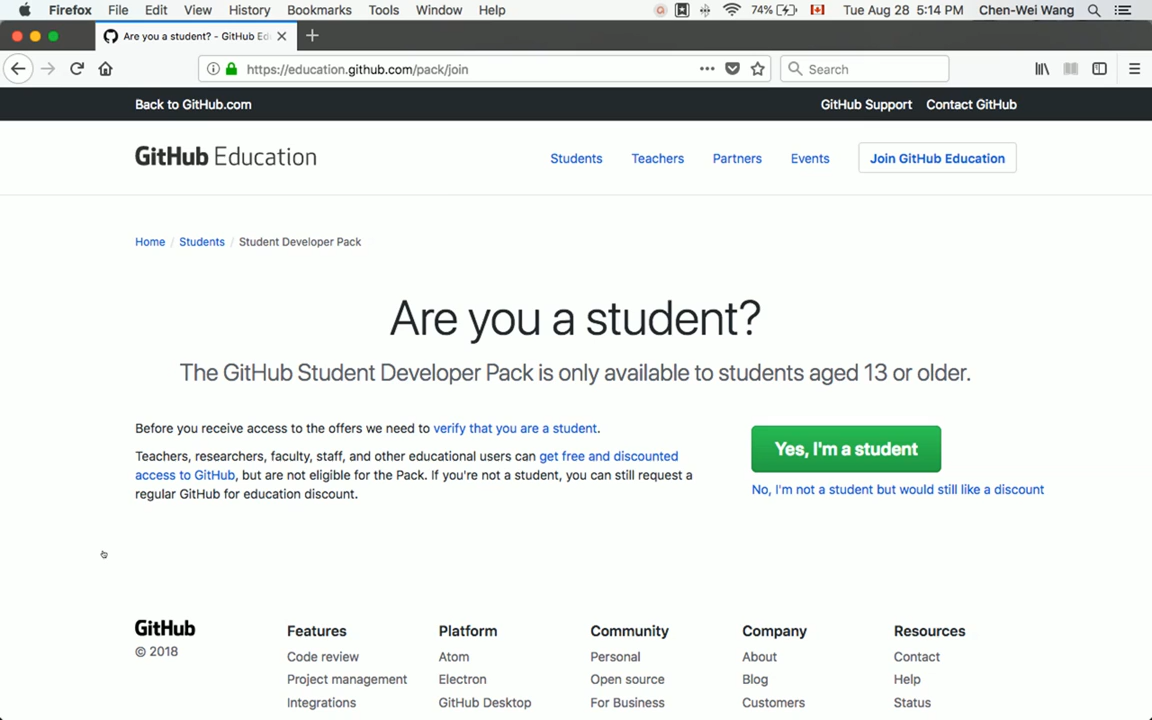 Firefox File Edit View History Bookmarks Tools Window Help 74% Tue Aug 28 5:14 PM Chen-Wei Wang
Are you a student? - GitHub Ed
https://education.github.com/pack/join Search
Back to GitHub.com GitHub Support Contact GitHub
GitHub Education Students Teachers Partners Events Join GitHub Education
Home / Students / Student Developer Pack
Are you a student?
The GitHub Student Developer Pack is only available to students aged 13 or older.
Before you receive access to the offers we need to verify that you are a student.
Teachers, researchers, faculty, staff, and other educational users can get free and discounted
access to GitHub, but are not eligible for the Pack. If you're not a student, you can still request a
regular GitHub for education discount.
Yes, I'm a student
No, I'm not a student but would still like a discount
GitHub
© 2018
Features
Code review
Project management
Integrations
Platform
Atom
Electron
GitHub Desktop
Community
Personal
Open source
For Business
Company
About
Blog
Customers
Resources
Contact
Help
Status